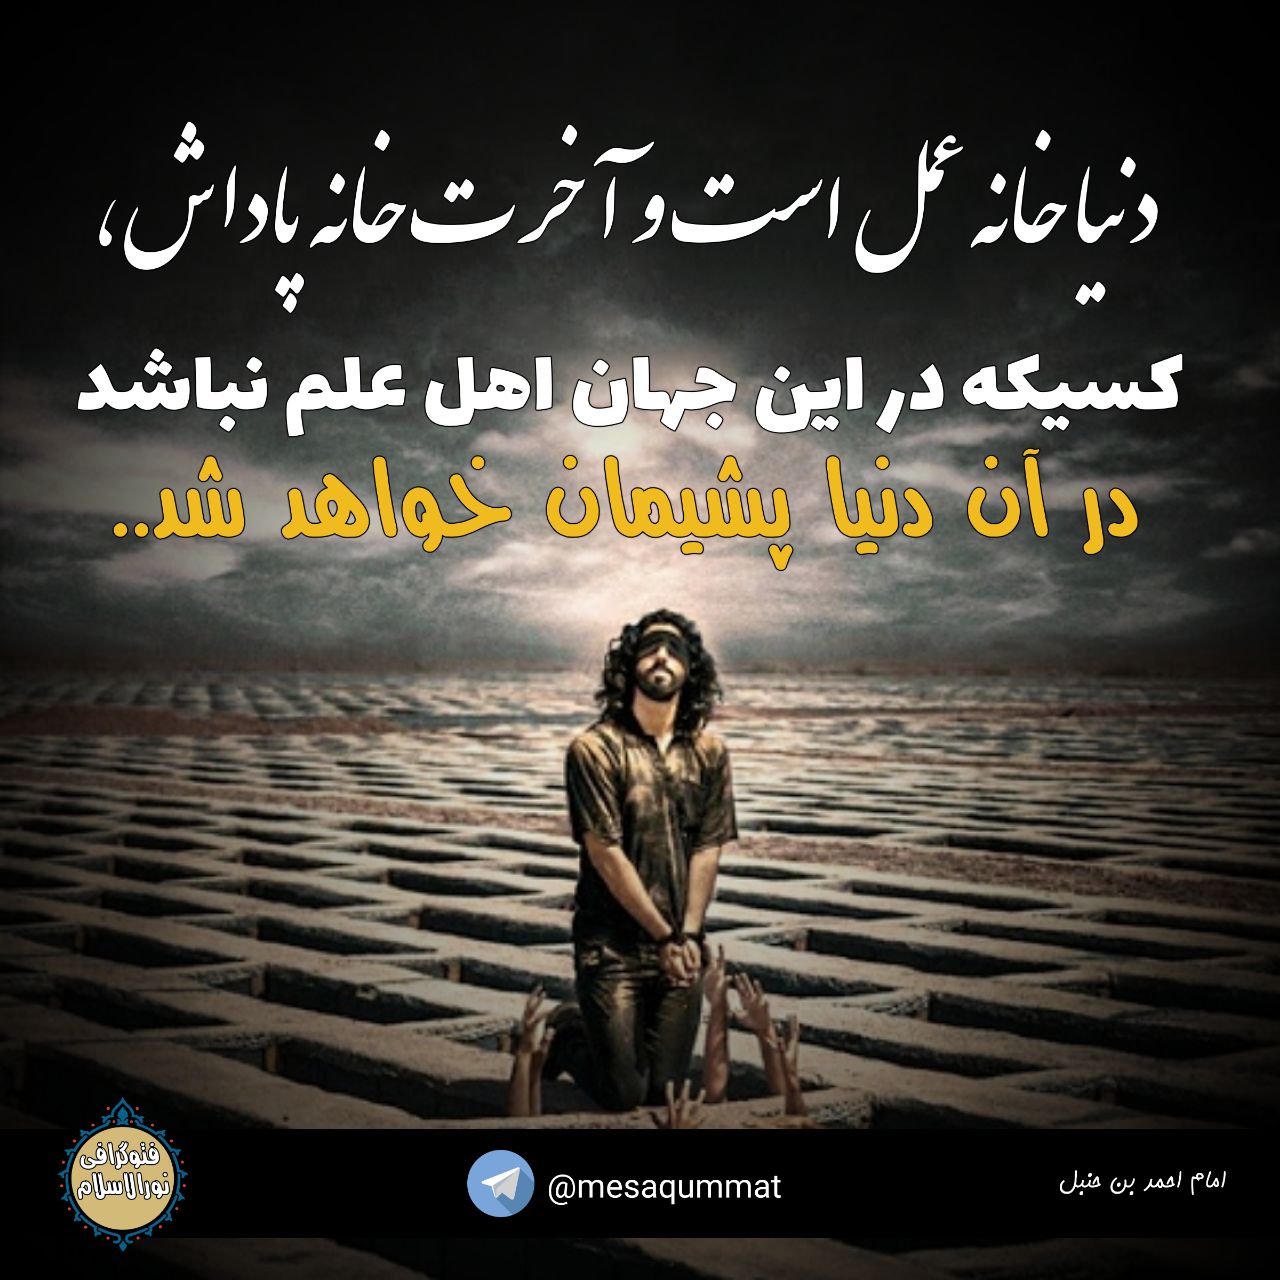 دنیا خانه عمل است و آخرت خانه پاداش،
کسیکه در این جهان اهل علم نباشد
در آن دنیا پشیمان خواهد شد..
فتوگرافی
نورالاسلام
@mesaqummat
امام احمد بن حنبل